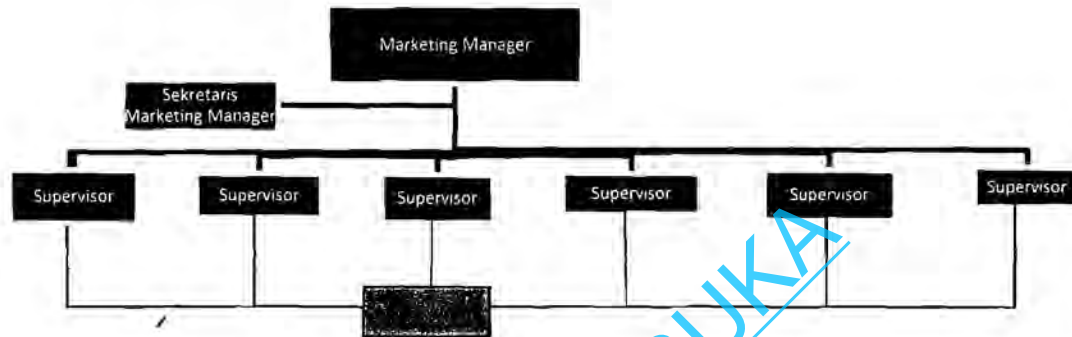 Marketing Manager
Sekretaris
Marketing Manager
Supervisor
Supervisor
Supervisor
Supervisor
Supervisor
Supervisor